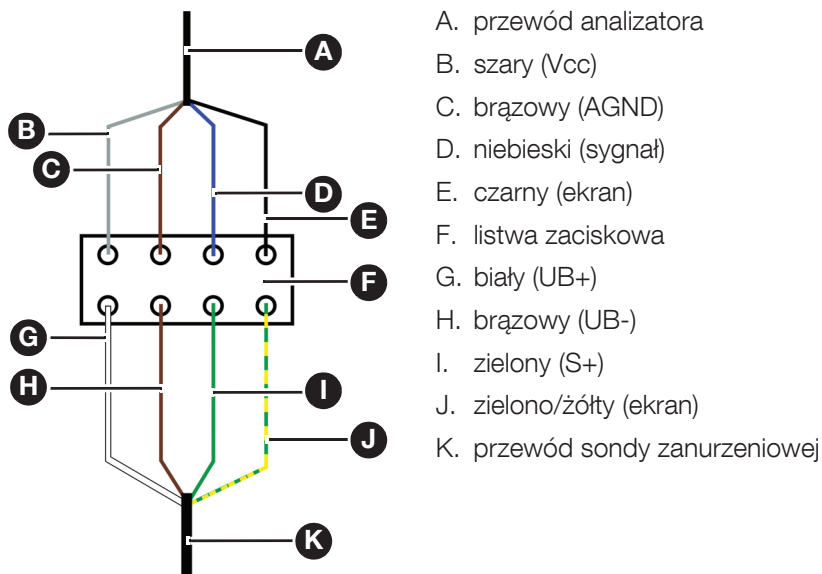 A
B
C
D
E
F
G
H
I
J
K
A. przewód analizatora
B. szary (Vcc)
C. brązowy (AGND)
D. niebieski (sygnał)
E. czarny (ekran)
F. listwa zaciskowa
G. biały (UB+)
H. brązowy (UB-)
I. zielony (S+)
J. zielono/żółty (ekran)
K. przewód sondy zanurzeniowej